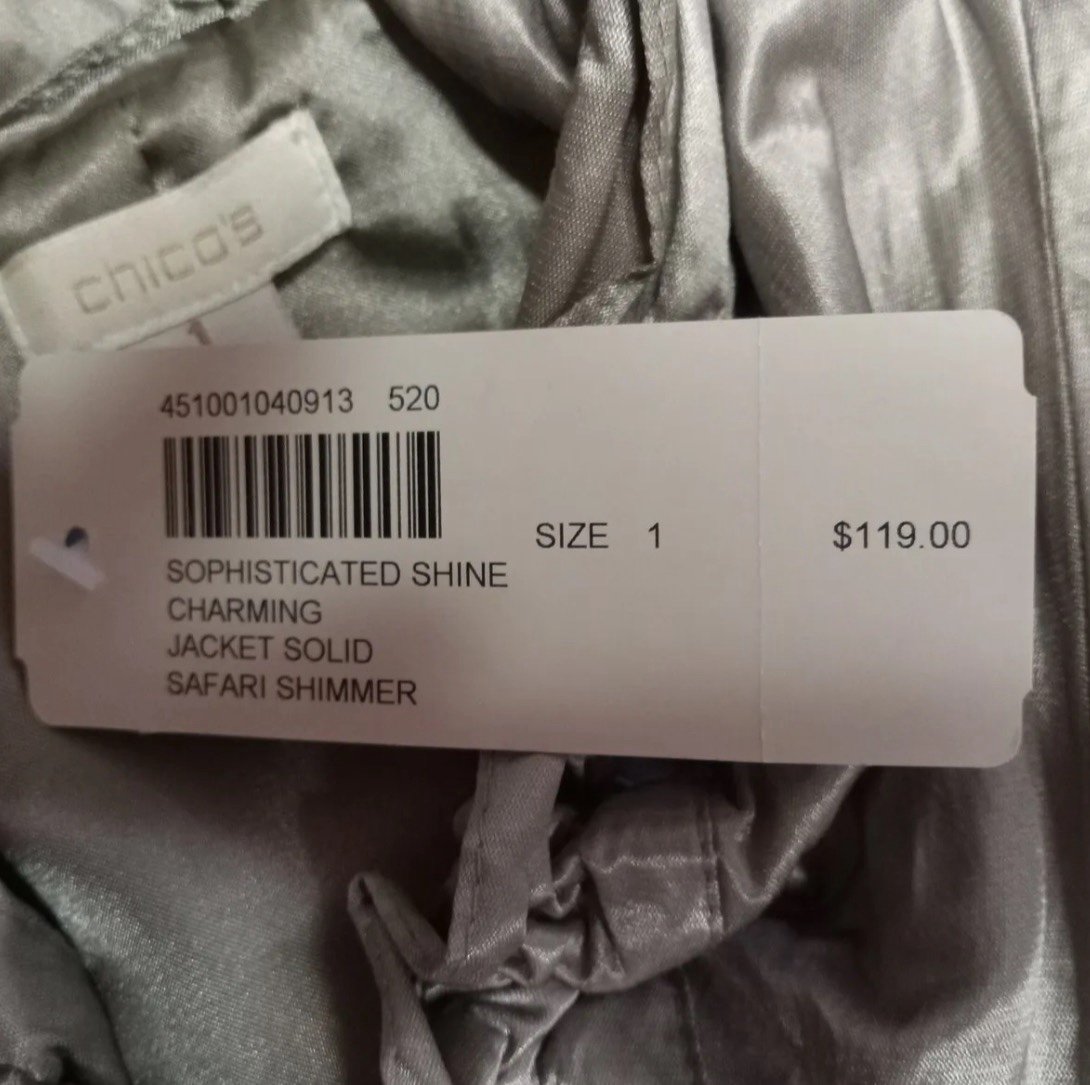 chico's
1
451001040913 520
SIZE 1
$119.00
SOPHISTICATED SHINE
CHARMING
JACKET SOLID
SAFARI SHIMMER